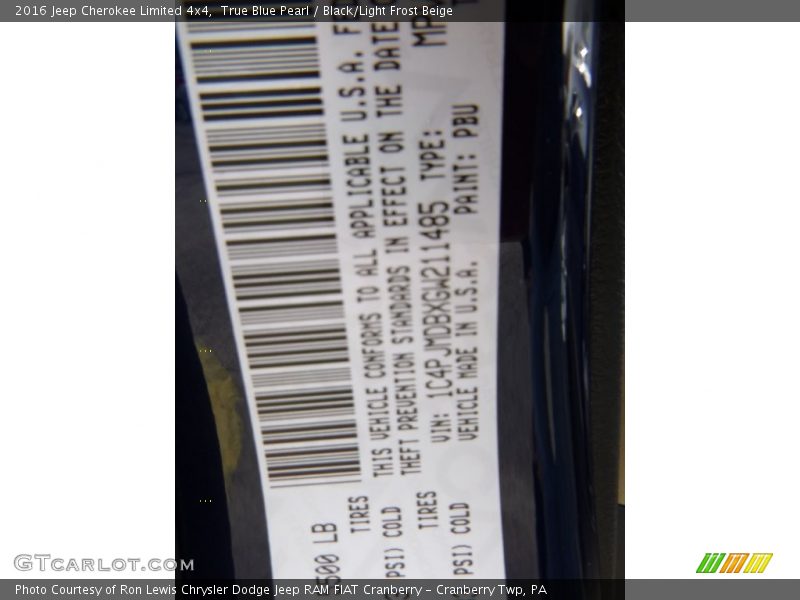 2016 Jeep Cherokee Limited 4x4, True Blue Pearl / Black/Light Frost Beige
THIS VEHICLE CONFORMS TO ALL APPLICABLE U.S.A.
THEFT PREVENTION STANDARDS IN EFFECT ON THE DATE
VIN: 1C4PJMDBXGW211485 TYPE:
VEHICLE MADE IN U.S.A. PAINT: PBU
500 LB
TIRES
PSI) COLD
TIRES
PSI) COLD
GTCARLOT.COM
Photo Courtesy of Ron Lewis Chrysler Dodge Jeep RAM FIAT Cranberry – Cranberry Twp, PA